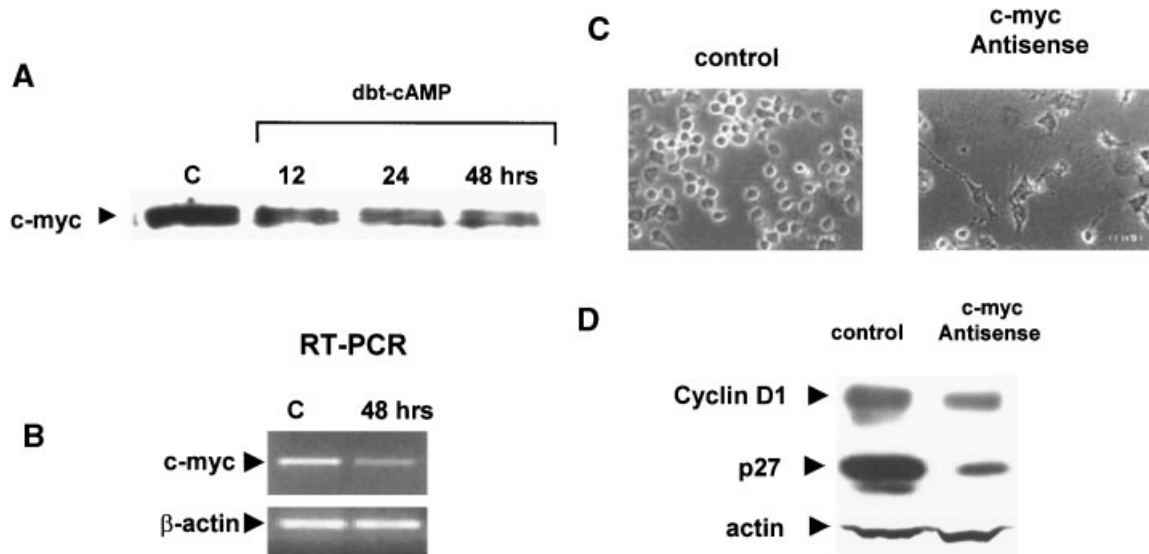 A
dbt-cAMP
C 12 24 48 hrs
c-myc
RT-PCR
B
C 48 hrs
c-myc
β-actin
C
control
c-myc
Antisense
D
control
c-myc
Antisense
Cyclin D1
p27
actin